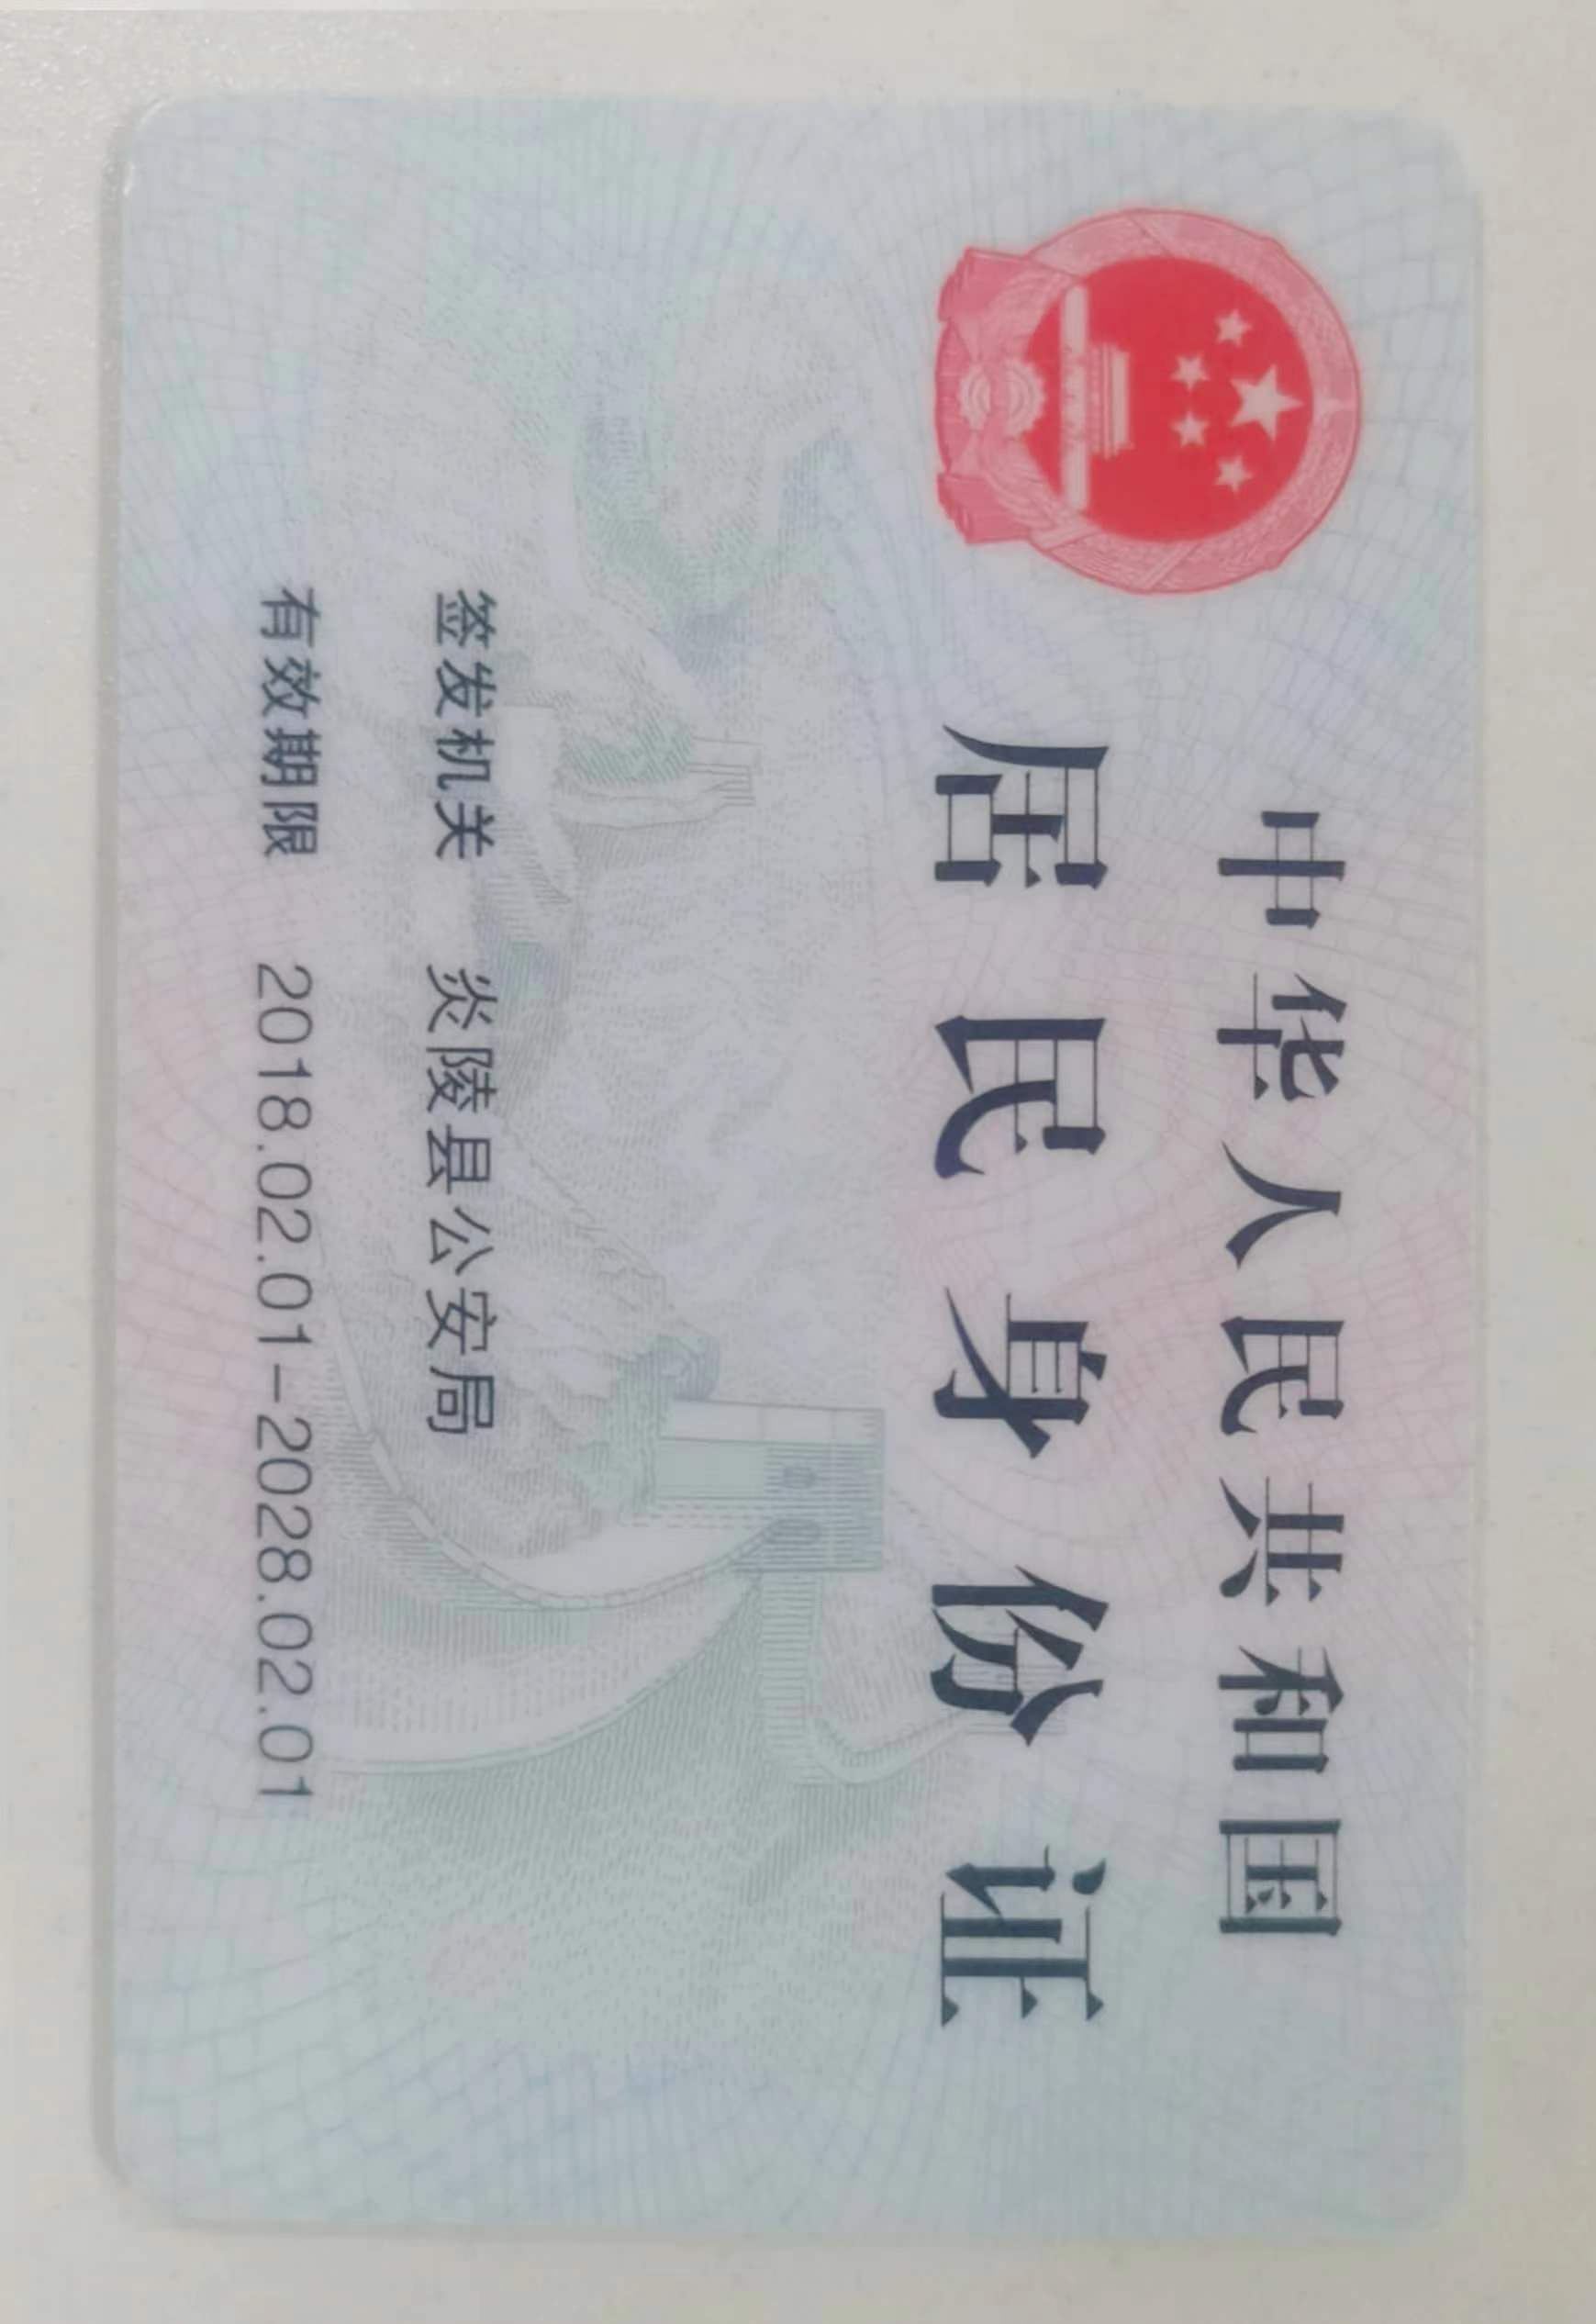 中华人民共和国
居民身份证
签发机关 炎陵县公安局
有效期限 2018.02.01-2028.02.01